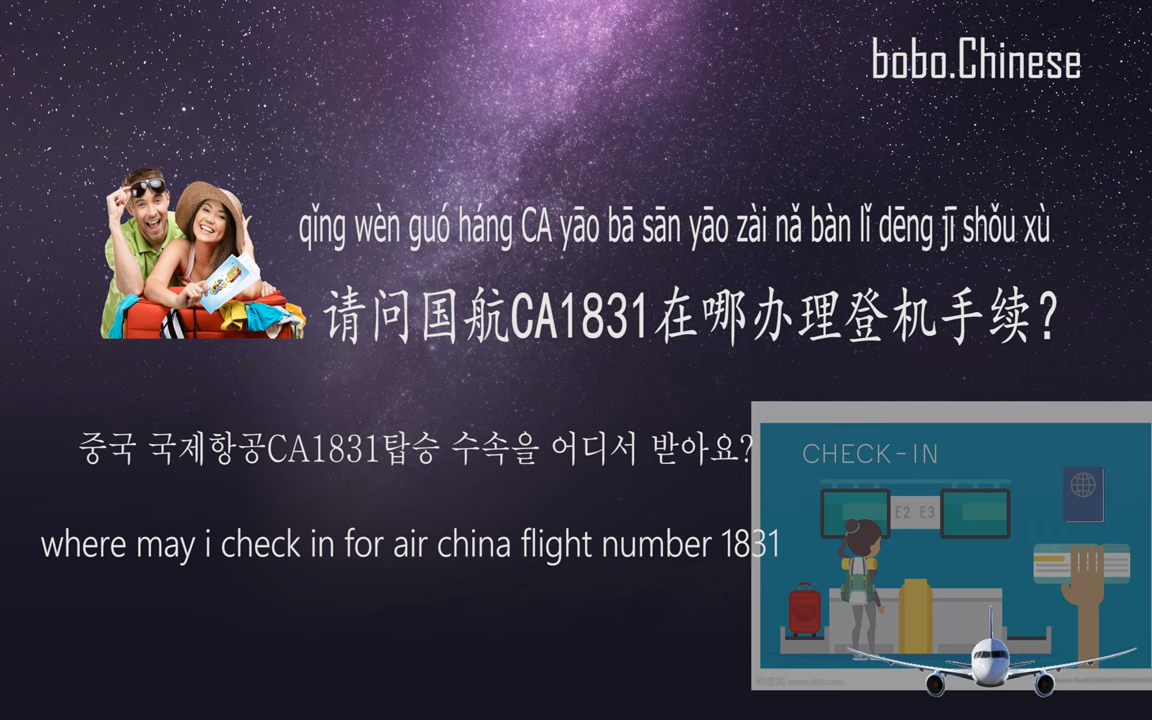 bobo.Chinese
qǐng wèn guó háng CA yāo bā sān yāo zài nǎ bàn lǐ dēng jī shǒu xù
请问国航CA1831在哪办理登机手续?
중국 국제항공CA1831탑승 수속을 어디서 받아요?
where may i check in for air china flight number 1831
CHECK-IN
E2 E3